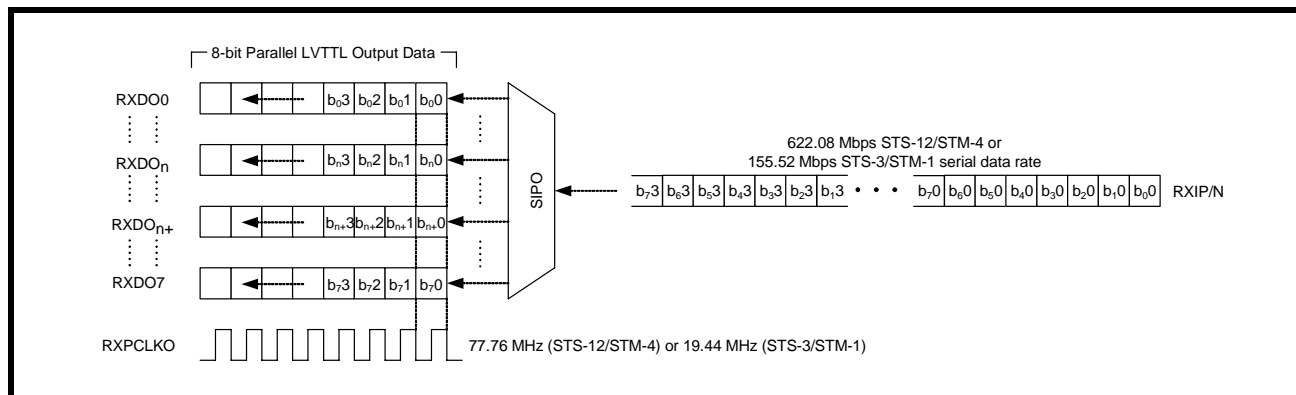 8-bit Parallel LVTTL Output Data
RXDO0
b₀3 b₀2 b₀1 b₀0
RXDOₙ
bₙ3 bₙ2 bₙ1 bₙ0
RXDOₙ₊
bₙ₊3 bₙ₊2 bₙ₊1 bₙ₊0
RXDO7
b₇3 b₇2 b₇1 b₇0
RXPCLKO
77.76 MHz (STS-12/STM-4) or 19.44 MHz (STS-3/STM-1)
SIPO
622.08 Mbps STS-12/STM-4 or
155.52 Mbps STS-3/STM-1 serial data rate
b₇3 b₆3 b₅3 b₄3 b₃3 b₂3 b₁3 • • • b₇0 b₆0 b₅0 b₄0 b₃0 b₂0 b₁0 b₀0 RXIP/N